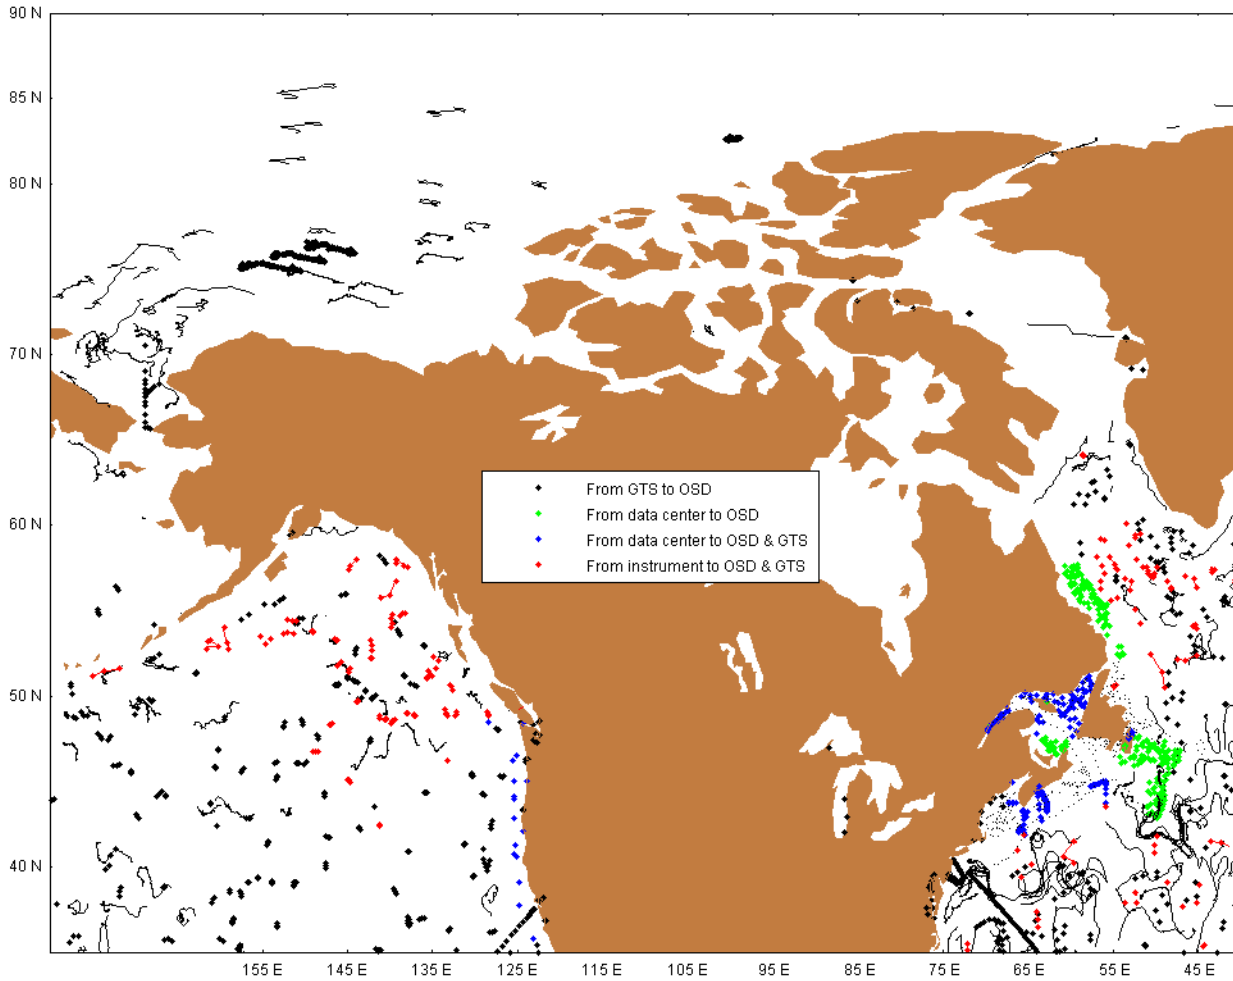 90 N
85 N
80 N
70 N
60 N
50 N
40 N
From GTS to OSD
From data center to OSD
From data center to OSD & GTS
From instrument to OSD & GTS
155 E 145 E 135 E 125 E 115 E 105 E 95 E 85 E 75 E 65 E 55 E 45 E